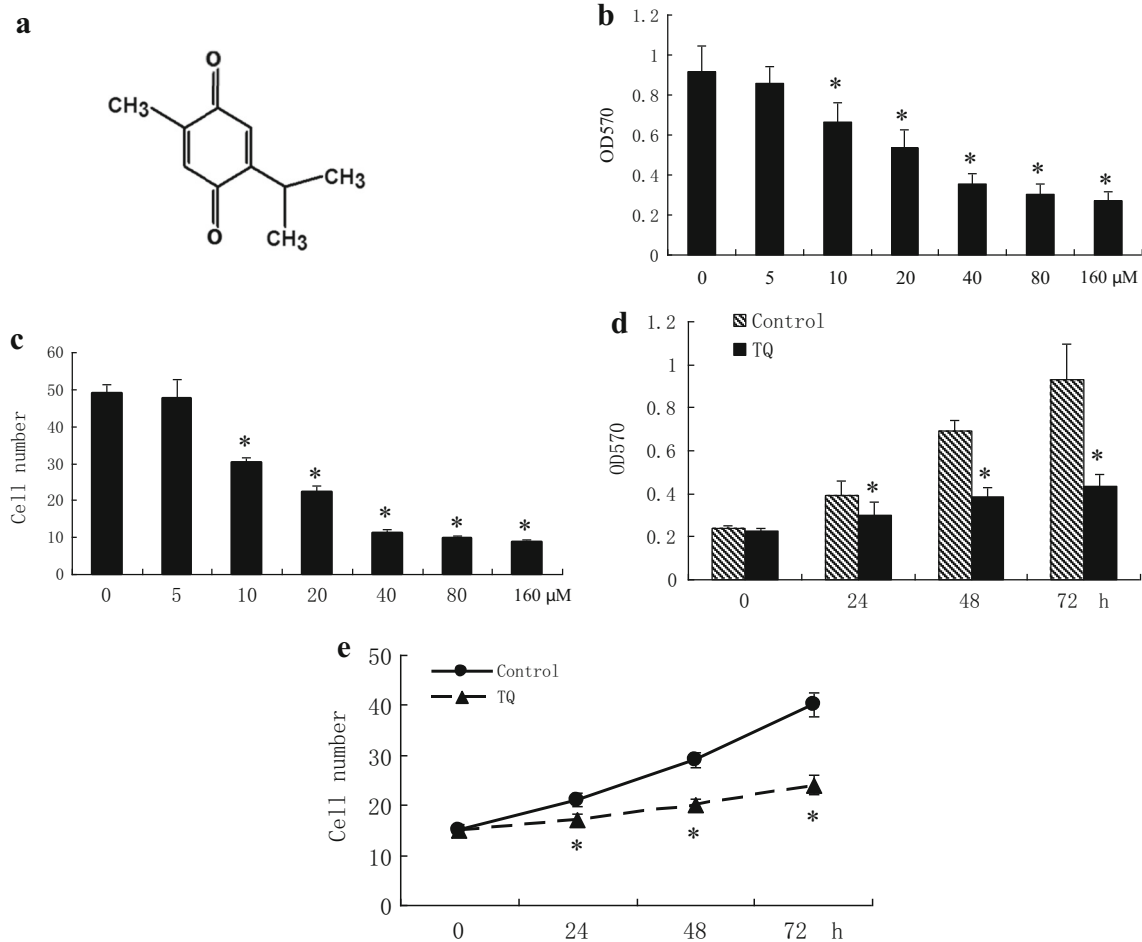 a
O
CH3
CH3
O
CH3
b
OD570
1.2
1
0.8
0.6
0.4
0.2
0
* * * * *
0 5 10 20 40 80 160 µM
c
Cell number
60
50
40
30
20
10
0
* * * * *
0 5 10 20 40 80 160 µM
d
Control
TQ
OD570
1.2
1
0.8
0.6
0.4
0.2
0
* * *
0 24 48 72 h
e
Control
TQ
Cell number
50
40
30
20
10
0
* * *
0 24 48 72 h